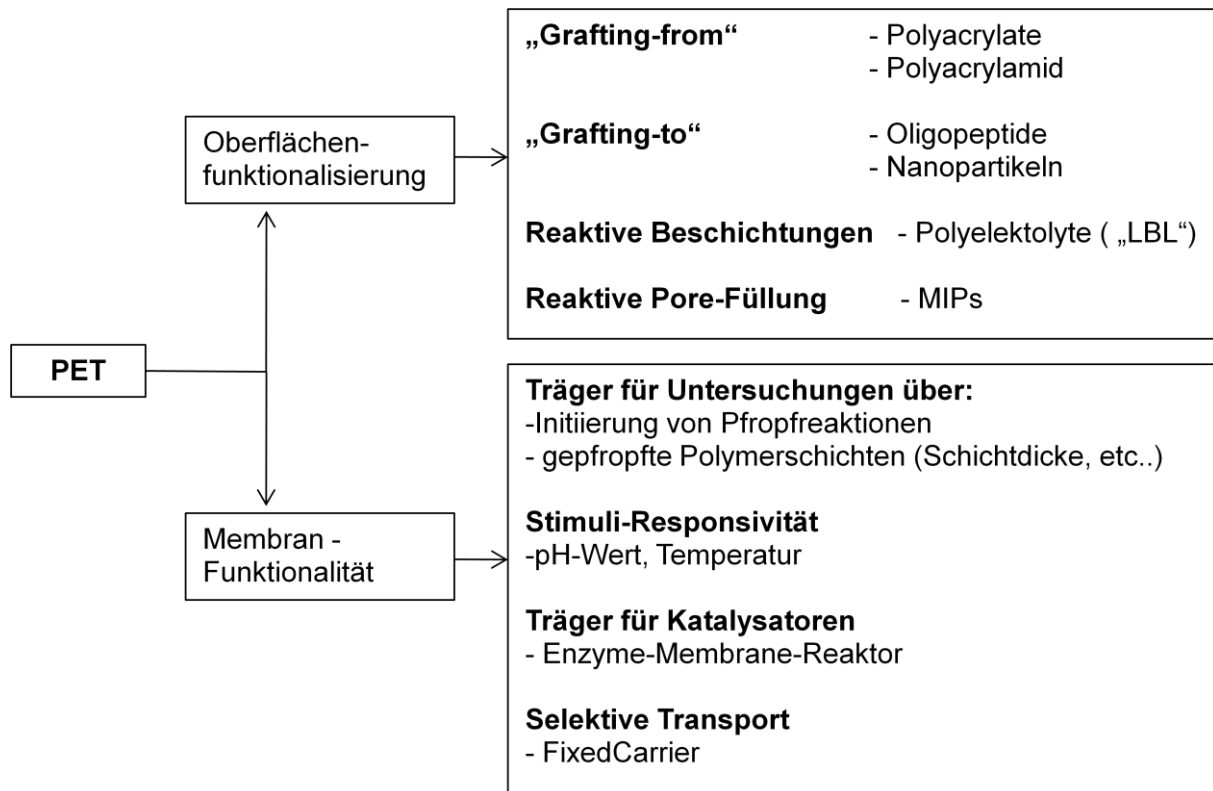 PET
Oberflächen-
funktionalisierung
„Grafting-from“ - Polyacrylate
- Polyacrylamid
„Grafting-to“ - Oligopeptide
- Nanopartikeln
Reaktive Beschichtungen - Polyelektolyte ( „LBL“)
Reaktive Pore-Füllung - MIPs
Membran -
Funktionalität
Träger für Untersuchungen über:
-Initiierung von Pfropfreaktionen
- gepfropfte Polymerschichten (Schichtdicke, etc..)
Stimuli-Responsivität
-pH-Wert, Temperatur
Träger für Katalysatoren
- Enzyme-Membrane-Reaktor
Selektive Transport
- FixedCarrier